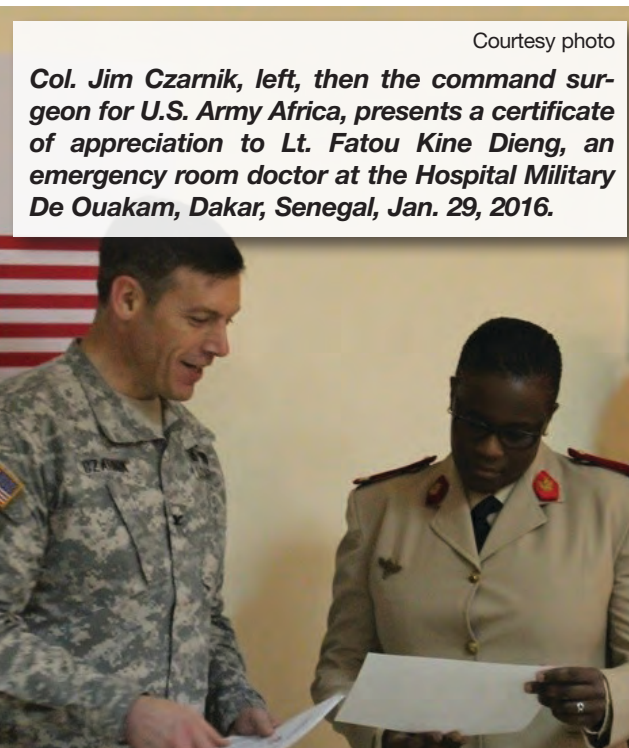 Courtesy photo
Col. Jim Czarnik, left, then the command sur-
geon for U.S. Army Africa, presents a certificate
of appreciation to Lt. Fatou Kine Dieng, an
emergency room doctor at the Hospital Military
De Ouakam, Dakar, Senegal, Jan. 29, 2016.